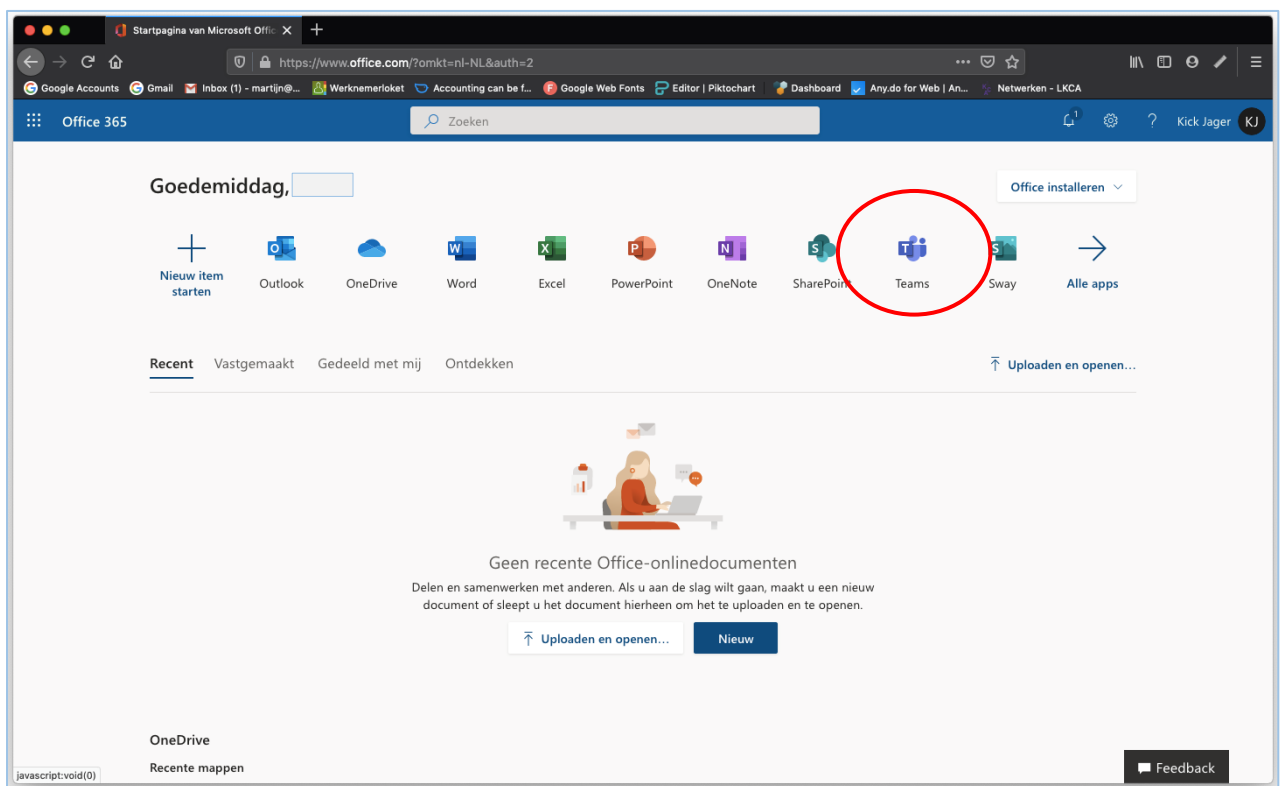 Startpagina van Microsoft Offic
https://www.office.com/?omkt=nl-NL&auth=2
Google Accounts Gmail Inbox (1) - martijn@... Werknemerloket Accounting can be f... Google Web Fonts Editor | Piktochart Dashboard Any.do for Web | An... Netwerken - LKCA
Office 365 Zoeken 1 ? Kick Jager KJ
Goedemiddag, Office installeren
Nieuw item starten Outlook OneDrive Word Excel PowerPoint OneNote SharePoint Teams Sway Alle apps
Recent Vastgemaakt Gedeeld met mij Ontdekken Uploaden en openen...
Geen recente Office-onlinedocumenten
Delen en samenwerken met anderen. Als u aan de slag wilt gaan, maakt u een nieuw
document of sleept u het document hierheen om het te uploaden en te openen.
Uploaden en openen... Nieuw
OneDrive
Recente mappen
javascript:void(0) Feedback